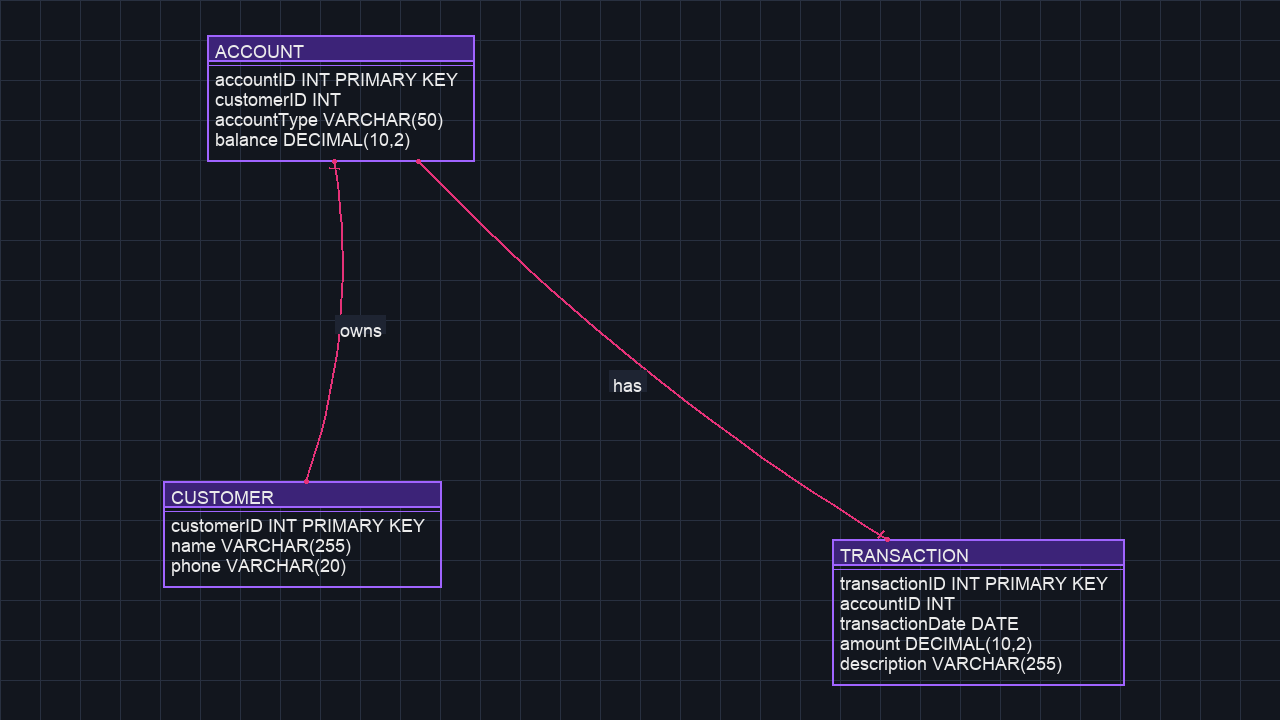 ACCOUNT
accountID INT PRIMARY KEY
customerID INT
accountType VARCHAR(50)
balance DECIMAL(10,2)
owns
has
CUSTOMER
customerID INT PRIMARY KEY
name VARCHAR(255)
phone VARCHAR(20)
TRANSACTION
transactionID INT PRIMARY KEY
accountID INT
transactionDate DATE
amount DECIMAL(10,2)
description VARCHAR(255)